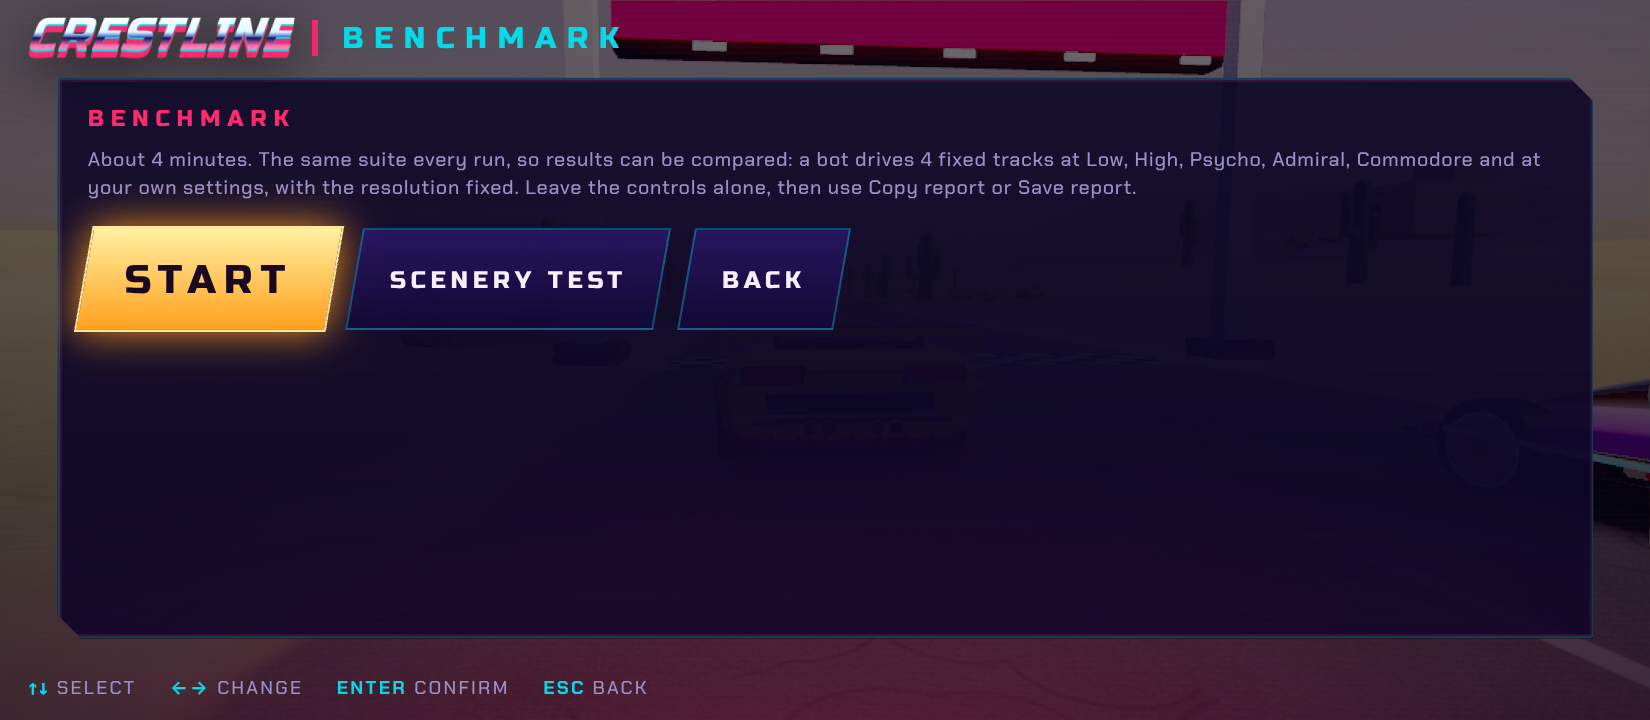 CRESTLINE BENCHMARK
BENCHMARK
About 4 minutes. The same suite every run, so results can be compared: a bot drives 4 fixed tracks at Low, High, Psycho, Admiral, Commodore and at
your own settings, with the resolution fixed. Leave the controls alone, then use Copy report or Save report.
START SCENERY TEST BACK
↑↓ SELECT ← → CHANGE ENTER CONFIRM ESC BACK